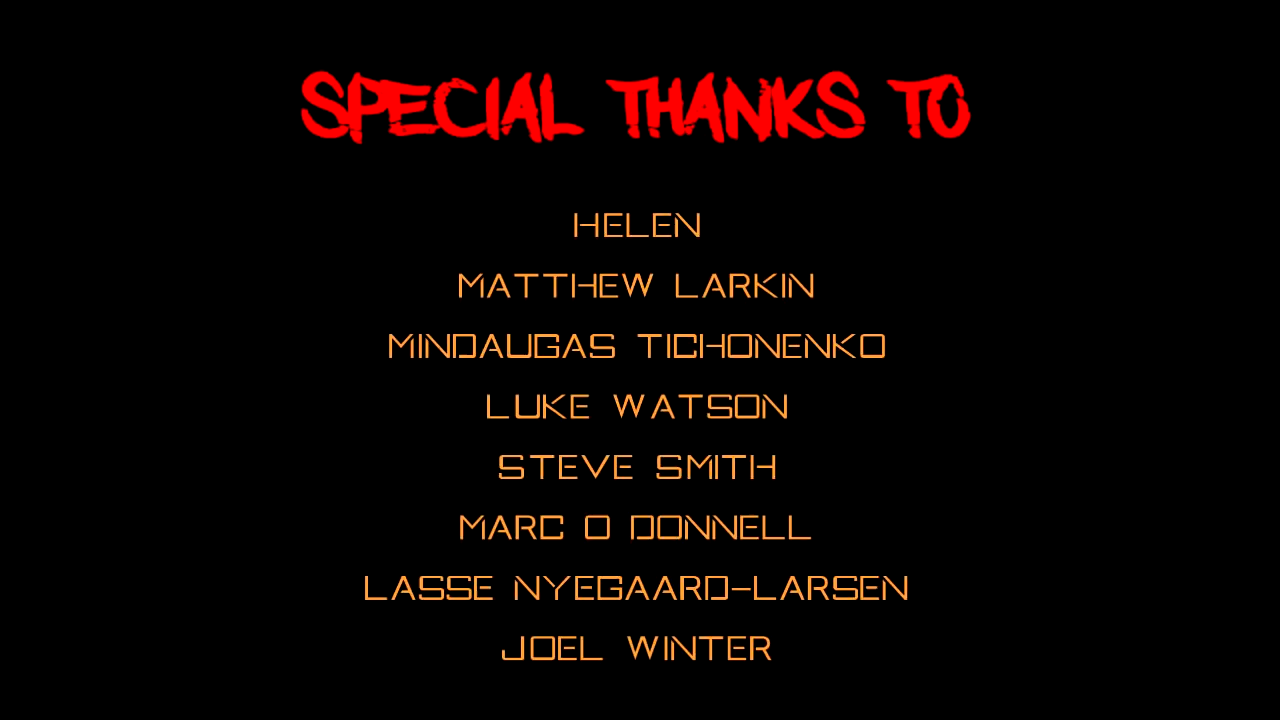 SPECIAL THANKS TO
HELEN
MATTHEW LARKIN
MINDAUGAS TICHONENKO
LUKE WATSON
STEVE SMITH
MARC O DONNELL
LASSE NYEGAARD-LARSEN
JOEL WINTER